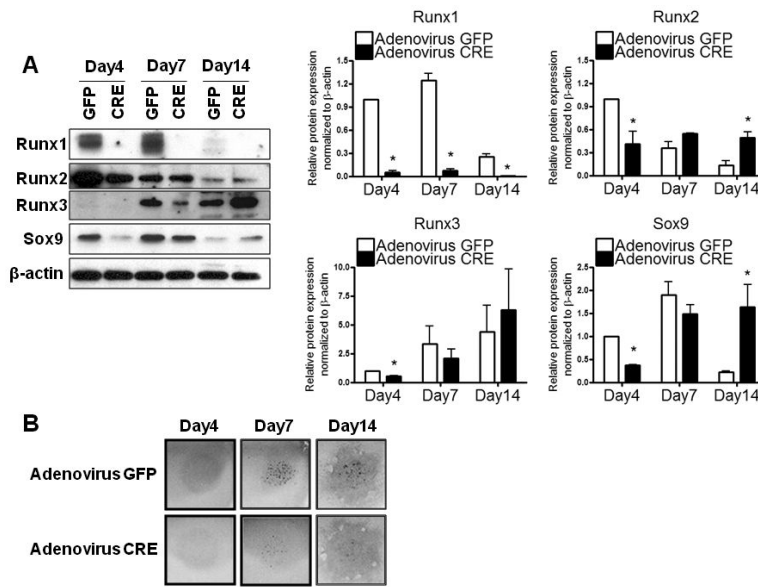 A
Day4 Day7 Day14
GFP CRE GFP CRE GFP CRE
Runx1
Runx2
Runx3
Sox9
β-actin
Runx1
Adenovirus GFP
Adenovirus CRE
Relative protein expression
normalized to β-actin
1.5
1.2
0.9
0.6
0.3
0.0
* * *
Day4 Day7 Day14
Runx2
Adenovirus GFP
Adenovirus CRE
Relative protein expression
normalized to β-actin
1.5
1.2
0.9
0.6
0.3
0.0
* *
Day4 Day7 Day14
Runx3
Adenovirus GFP
Adenovirus CRE
Relative protein expression
normalized to β-actin
10.0
7.5
5.0
2.5
0.0
*
Day4 Day7 Day14
Sox9
Adenovirus GFP
Adenovirus CRE
Relative protein expression
normalized to β-actin
2.5
2.0
1.5
1.0
0.5
0.0
* *
Day4 Day7 Day14
B
Day4 Day7 Day14
Adenovirus GFP
Adenovirus CRE